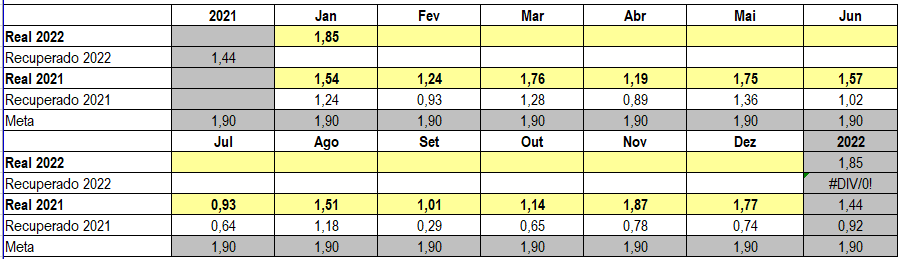 2021 Jan Fev Mar Abr Mai Jun
Real 2022 1,85
Recuperado 2022 1,44
Real 2021 1,54 1,24 1,76 1,19 1,75 1,57
Recuperado 2021 1,24 0,93 1,28 0,89 1,36 1,02
Meta 1,90 1,90 1,90 1,90 1,90 1,90 1,90
Jul Ago Set Out Nov Dez 2022
Real 2022 1,85
Recuperado 2022 #DIV/0!
Real 2021 0,93 1,51 1,01 1,14 1,87 1,77 1,44
Recuperado 2021 0,64 1,18 0,29 0,65 0,78 0,74 0,92
Meta 1,90 1,90 1,90 1,90 1,90 1,90 1,90